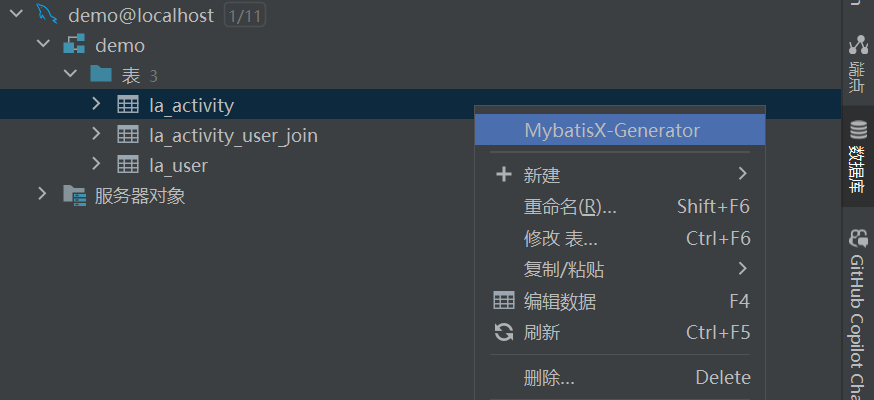 demo@localhost 1/11
demo
表 3
la_activity
la_activity_user_join
la_user
服务器对象
MybatisX-Generator
新建
重命名(R)... Shift+F6
修改 表... Ctrl+F6
复制/粘贴
编辑数据 F4
刷新 Ctrl+F5
删除... Delete
端点
数据库
GitHub Copilot Cha